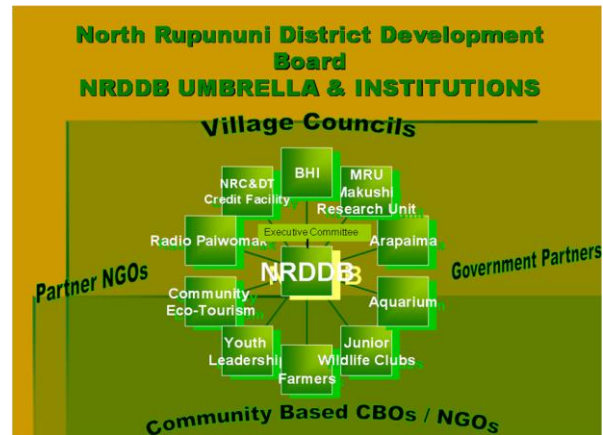 North Rupununi District Development
Board
NRDDB UMBRELLA & INSTITUTIONS
Village Councils
BHI
NRC&DT
Credit Facility
MRU
Makushi
Research Unit
Executive Committee
Radio Paiwomak
Arapaima
NRDDB
Partner NGOs
Government Partners
Community
Eco-Tourism
Aquarium
Youth
Leadership
Junior
Wildlife Clubs
Farmers
Community Based CBOs / NGOs